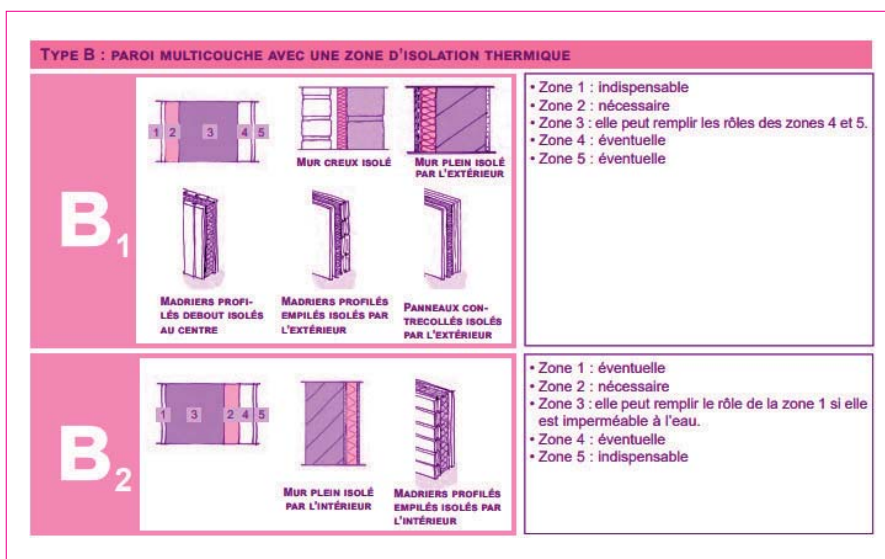 TYPE B : PAROI MULTICOUCHE AVEC UNE ZONE D'ISOLATION THERMIQUE
B1
1 2 3 4 5
MUR CREUX ISOLÉ
MUR PLEIN ISOLÉ
PAR L'EXTÉRIEUR
MADRIERS PROFI-
LÉS DEBOUT ISOLÉS
AU CENTRE
MADRIERS PROFILÉS
EMPILÉS ISOLÉS PAR
L'EXTÉRIEUR
PANNEAUX CON-
TRECOLLÉS ISOLÉS
PAR L'EXTÉRIEUR
• Zone 1 : indispensable
• Zone 2 : nécessaire
• Zone 3 : elle peut remplir les rôles des zones 4 et 5.
• Zone 4 : éventuelle
• Zone 5 : éventuelle
B2
1 3 2 4 5
MUR PLEIN ISOLÉ
PAR L'INTÉRIEUR
MADRIERS PROFILÉS
EMPILÉS ISOLÉS PAR
L'INTÉRIEUR
• Zone 1 : éventuelle
• Zone 2 : nécessaire
• Zone 3 : elle peut remplir le rôle de la zone 1 si elle
est imperméable à l'eau.
• Zone 4 : éventuelle
• Zone 5 : indispensable